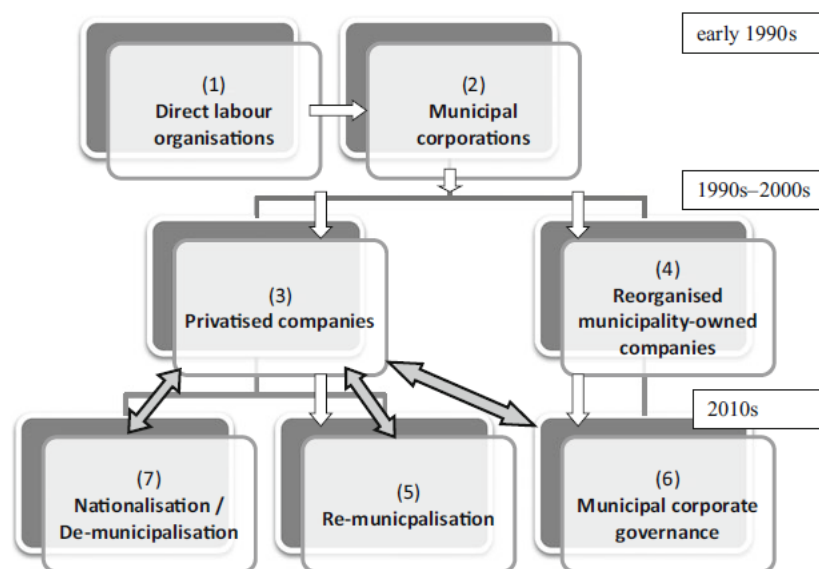 early 1990s
(1)
Direct labour
organisations
(2)
Municipal
corporations
1990s–2000s
(3)
Privatised companies
(4)
Reorganised
municipality-owned
companies
2010s
(7)
Nationalisation /
De-municipalisation
(5)
Re-municpalisation
(6)
Municipal corporate
governance